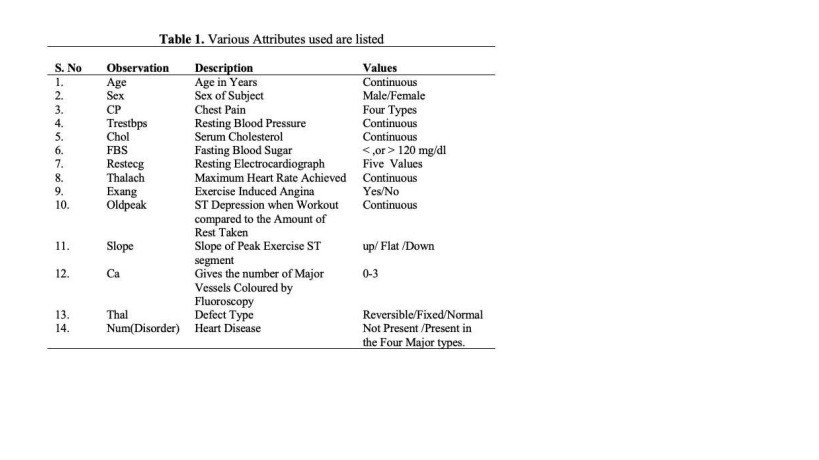 Table 1. Various Attributes used are listed
S. No Observation Description Values
1. Age Age in Years Continuous
2. Sex Sex of Subject Male/Female
3. CP Chest Pain Four Types
4. Trestbps Resting Blood Pressure Continuous
5. Chol Serum Cholesterol Continuous
6. FBS Fasting Blood Sugar < ,or > 120 mg/dl
7. Restecg Resting Electrocardiograph Five Values
8. Thalach Maximum Heart Rate Achieved Continuous
9. Exang Exercise Induced Angina Yes/No
10. Oldpeak ST Depression when Workout Continuous
compared to the Amount of
Rest Taken
11. Slope Slope of Peak Exercise ST up/ Flat /Down
segment
12. Ca Gives the number of Major 0-3
Vessels Coloured by
Fluoroscopy
13. Thal Defect Type Reversible/Fixed/Normal
14. Num(Disorder) Heart Disease Not Present /Present in
the Four Major types.